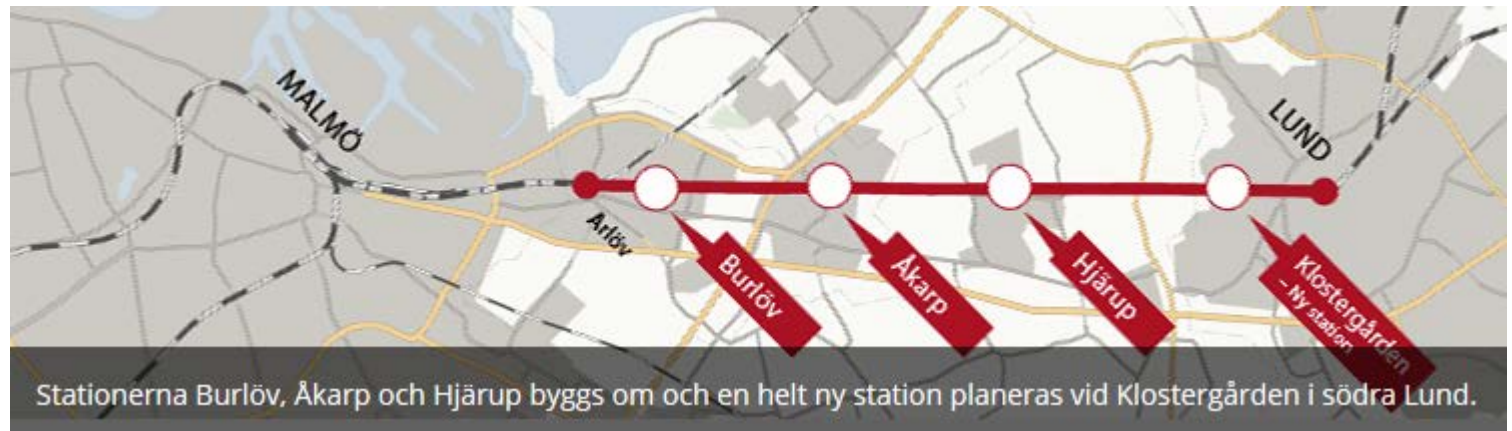 MALMÖ
LUND
Arlöv
Burlöv
Åkarp
Hjärup
Klostergården
– Ny station
Stationerna Burlöv, Åkarp och Hjärup byggs om och en helt ny station planeras vid Klostergården i södra Lund.